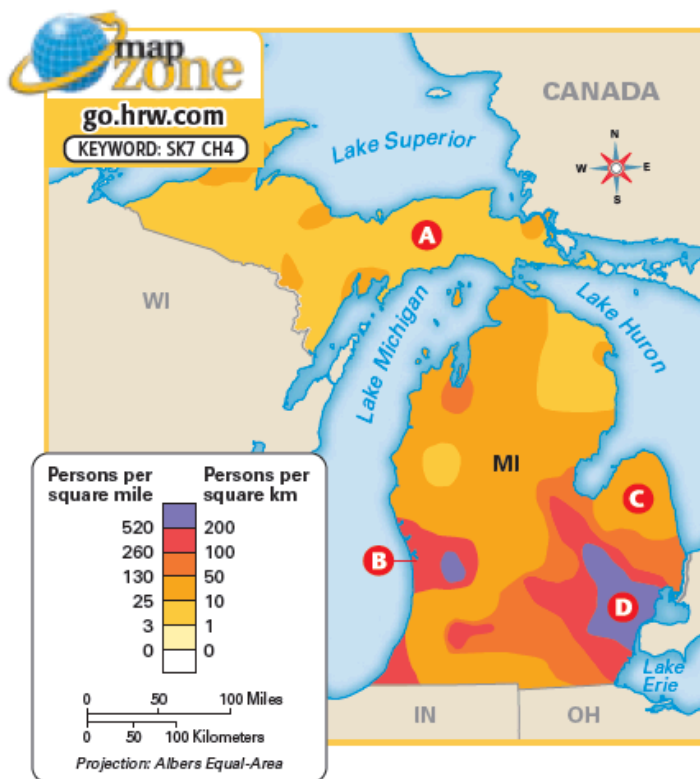 map
zone
go.hrw.com
KEYWORD: SK7 CH4
CANADA
Lake Superior
N
W E
S
A
WI
Lake Michigan
Lake Huron
MI
C
B
D
Lake
Erie
IN
OH
Persons per
square mile
Persons per
square km
520 200
260 100
130 50
25 10
3 1
0 0
0 50 100 Miles
0 50 100 Kilometers
Projection: Albers Equal-Area